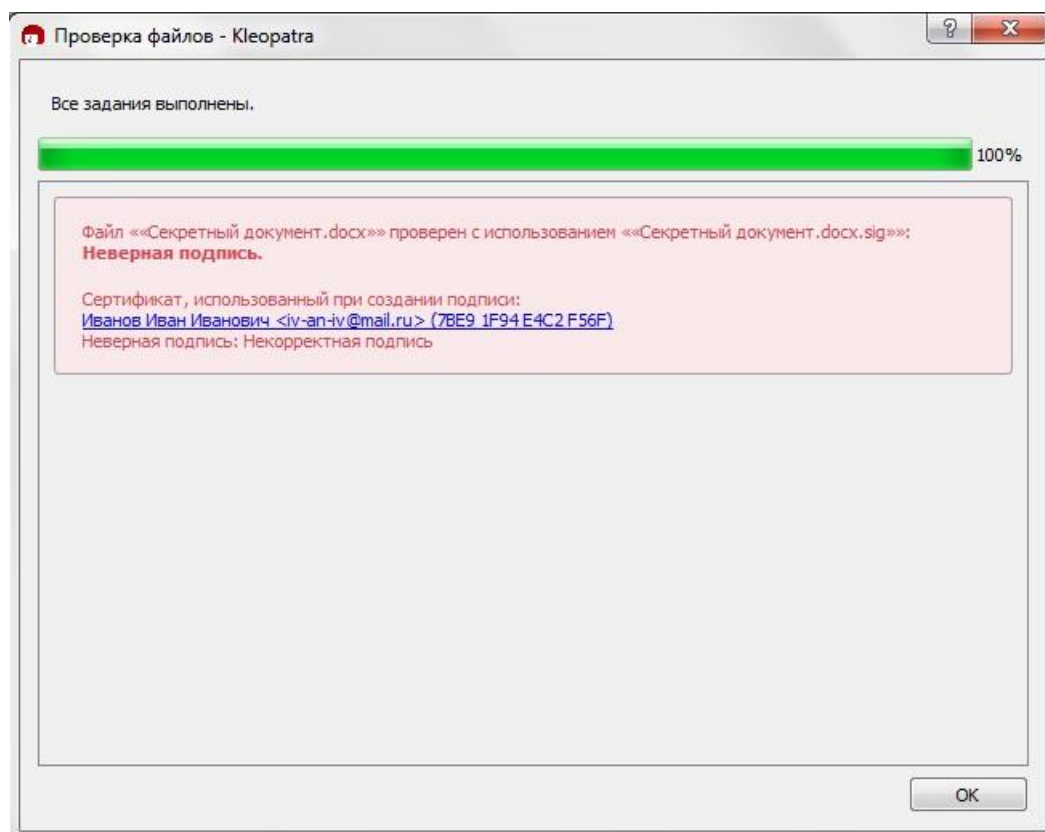 Проверка файлов - Kleopatra
?
Все задания выполнены.
100%
Файл ««Секретный документ.docx»» проверен с использованием ««Секретный документ.docx.sig»»:
Неверная подпись.
Сертификат, использованный при создании подписи:
Иванов Иван Иванович <iv-an-iv@mail.ru> (7BE9 1F94 E4C2 F56F)
Неверная подпись: Некорректная подпись
OK